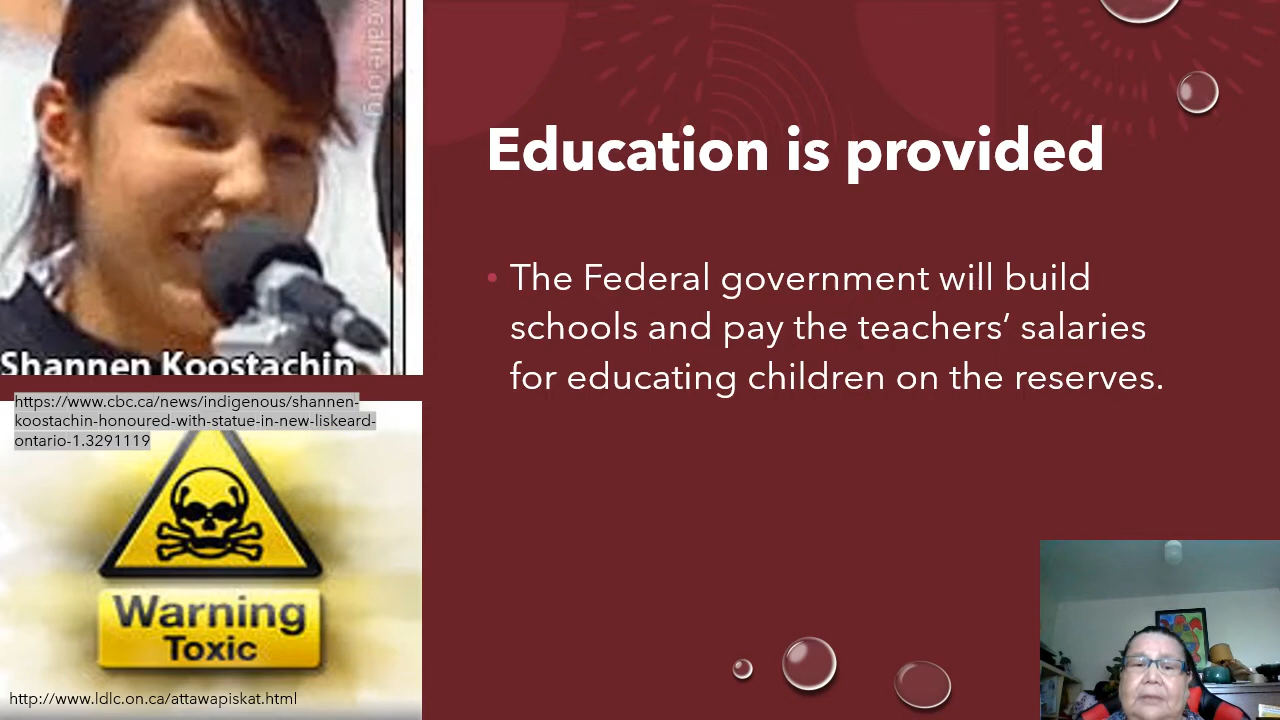 Shannen Koostachin
https://www.cbc.ca/news/indigenous/shannen-
koostachin-honoured-with-statue-in-new-liskeard-
ontario-1.3291119
Warning
Toxic
http://www.ldlc.on.ca/attawapiskat.html
Education is provided
• The Federal government will build
schools and pay the teachers’ salaries
for educating children on the reserves.